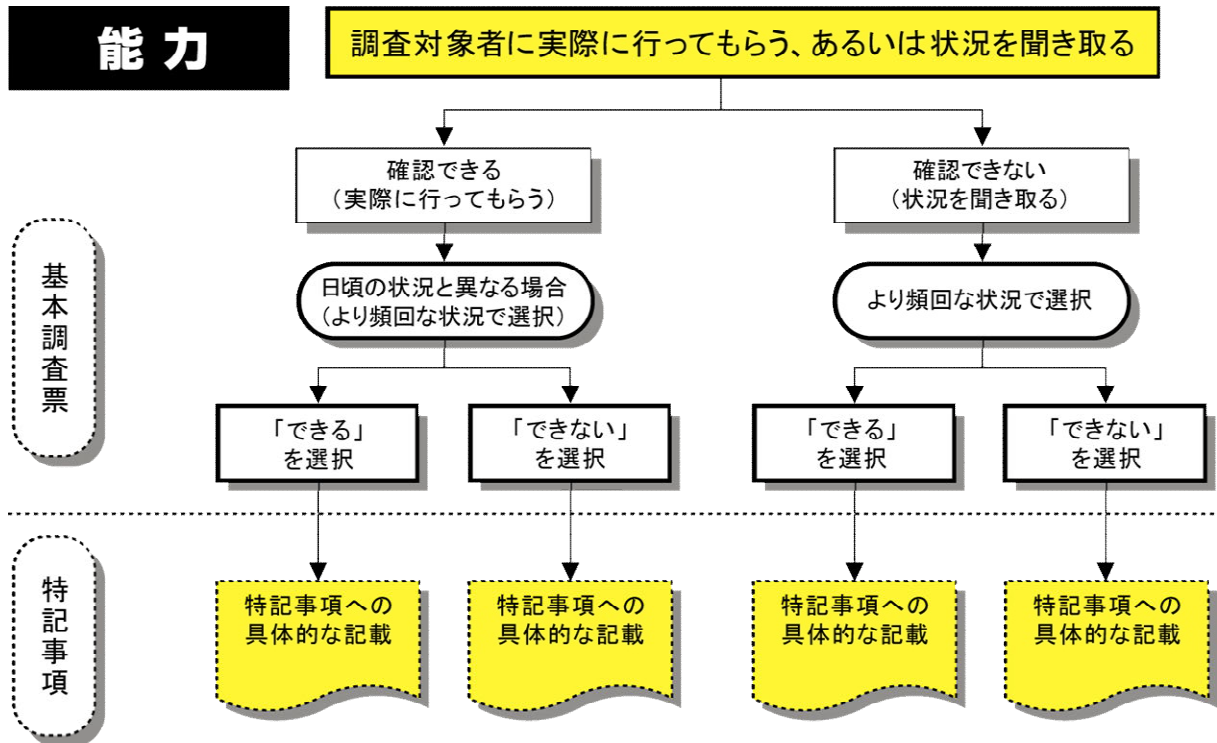 能力
調査対象者に実際に行ってもらう、あるいは状況を聞き取る
確認できる
（実際に行ってもらう）
確認できない
（状況を聞き取る）
基本調査票
日頃の状況と異なる場合
（より頻回な状況で選択）
より頻回な状況で選択
「できる」
を選択
「できない」
を選択
「できる」
を選択
「できない」
を選択
特記事項
特記事項への
具体的な記載
特記事項への
具体的な記載
特記事項への
具体的な記載
特記事項への
具体的な記載